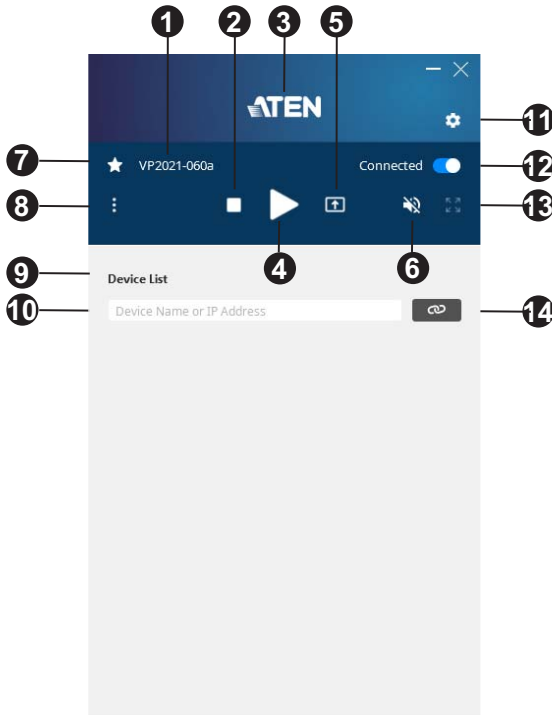 1 2 3 5
ATEN
11
7 VP2021-060a Connected 12
8 13
4 6
9 Device List
10 Device Name or IP Address 14